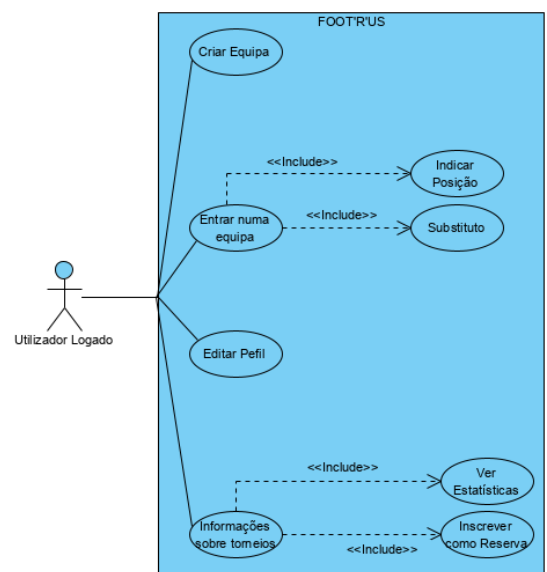 FOOT'R'US
Criar Equipa
<<Include>>
Indicar
Posição
Entrar numa
equipa
<<Include>>
Substituto
Utilizador Logado
Editar Pefil
<<Include>>
Ver
Estatísticas
Informações
sobre torneios
<<Include>>
Inscrever
como Reserva